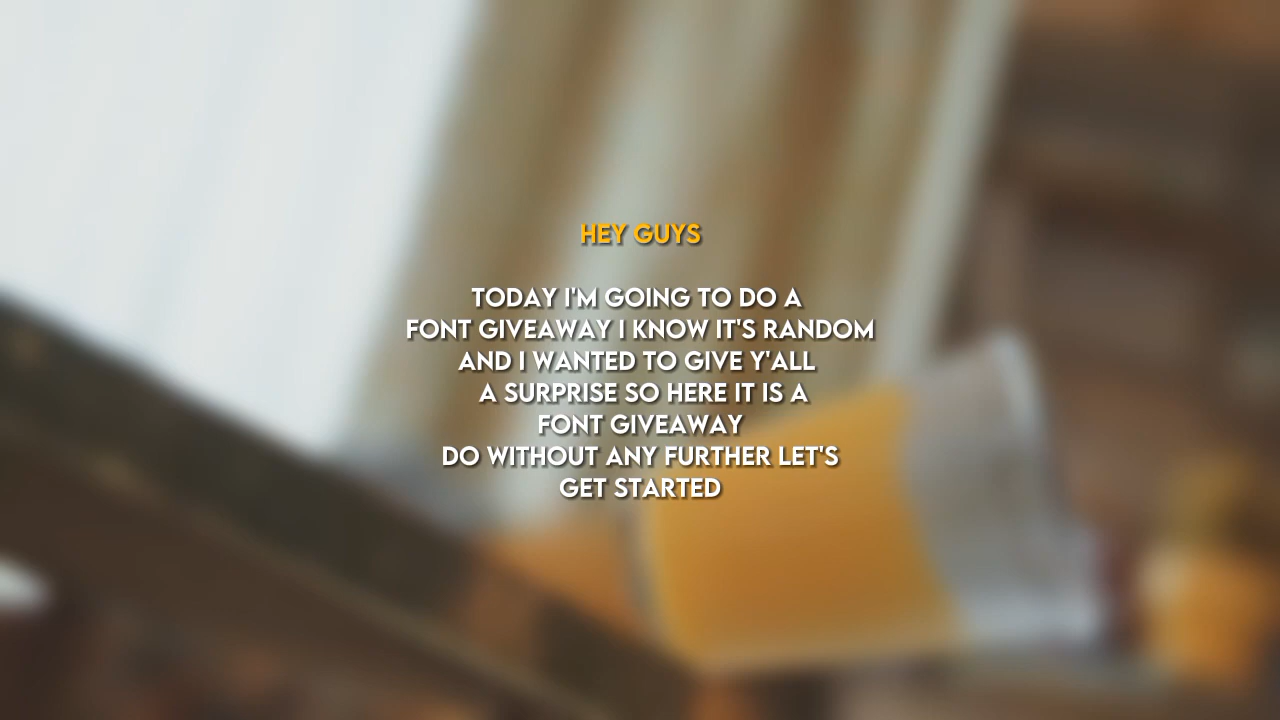 HEY GUYS
TODAY I'M GOING TO DO A
FONT GIVEAWAY I KNOW IT'S RANDOM
AND I WANTED TO GIVE Y'ALL
A SURPRISE SO HERE IT IS A
FONT GIVEAWAY
DO WITHOUT ANY FURTHER LET'S
GET STARTED